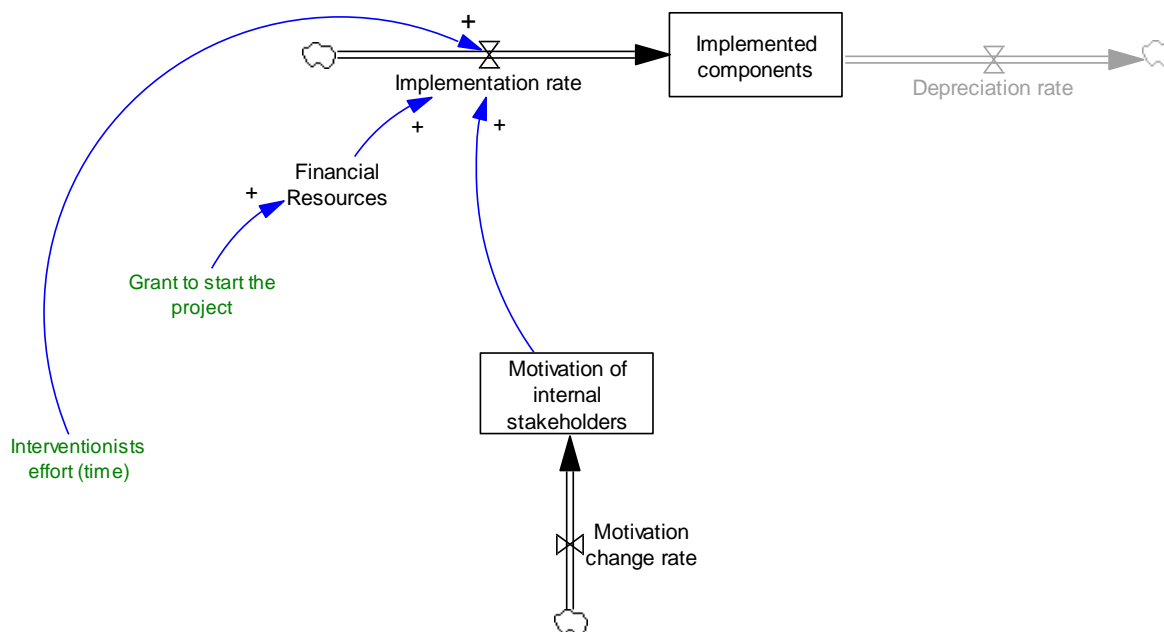 +
Implemented
components
Implementation rate
Depreciation rate
+
+
Financial
Resources
+
Grant to start the
project
Motivation of
internal
stakeholders
Interventionists
effort (time)
Motivation
change rate